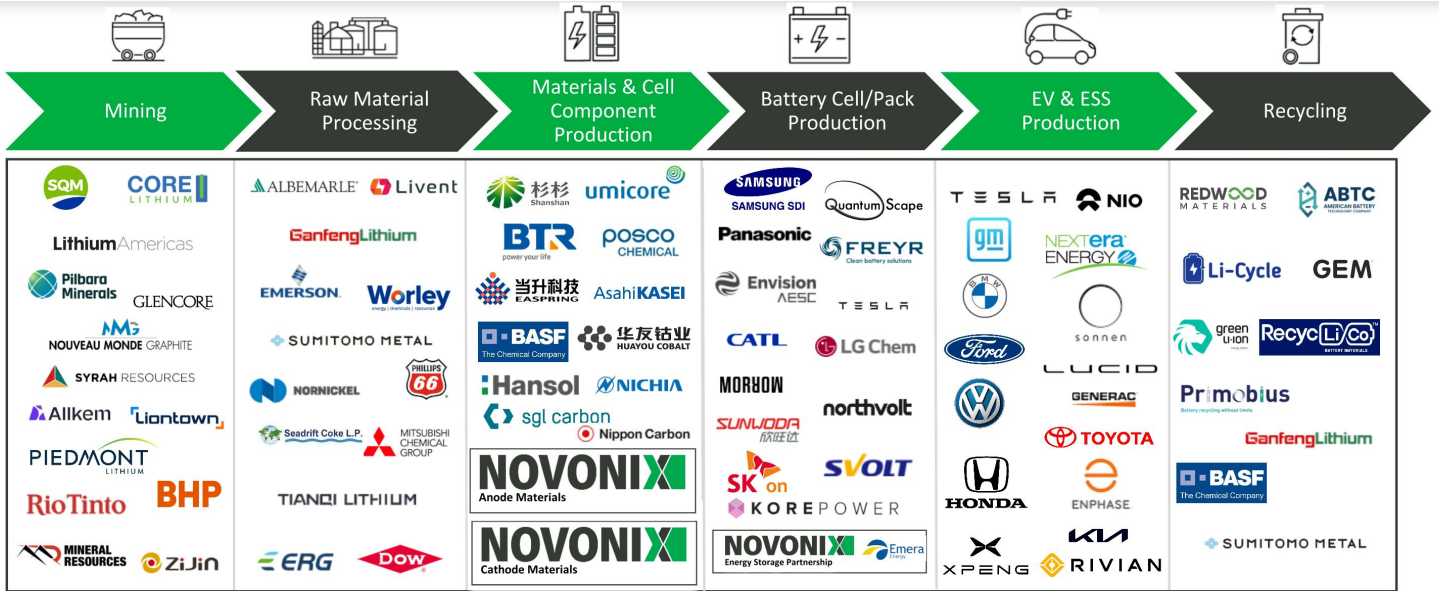 Mining
Raw Material
Processing
Materials & Cell
Component
Production
Battery Cell/Pack
Production
EV & ESS
Production
Recycling
SQM
CORE
LITHIUM
LithiumAmericas
Pilbara
Minerals
GLENCORE
NMG
NOUVEAU MONDE GRAPHITE
SYRAH RESOURCES
Allkem
Liontown
PIEDMONT
LITHIUM
RioTinto
BHP
MINERAL
RESOURCES
ZiJin
ALBEMARLE
Livent
GanfengLithium
EMERSON
Worley
energy | chemicals | resources
SUMITOMO METAL
NORNICKEL
PHILLIPS
66
Seadrift Coke L.P.
MITSUBISHI
CHEMICAL
GROUP
TIANQI LITHIUM
ERG
DOW
杉杉
Shanshan
umicore
BTR
power your life
POSCO
CHEMICAL
当升科技
EASPRING
AsahiKASEI
BASF
The Chemical Company
华友钴业
HUAYOU COBALT
Hansol
NICHIA
sgl carbon
Nippon Carbon
NOVONIX
Anode Materials
NOVONIX
Cathode Materials
SAMSUNG
SAMSUNG SDI
QuantumScape
Panasonic
FREYR
Clean battery solutions
Envision
AESC
TESLA
CATL
LG Chem
MORROW
northvolt
SUNWODA
欣旺达
SK on
SVOLT
KOREPOWER
NOVONIX
Energy Storage Partnership
Emera
Energy
TESLA
NIO
gm
NEXTera
ENERGY
BMW
sonnen
Ford
LUCID
GENERAC
TOYOTA
HONDA
ENPHASE
XPENG
KIA
RIVIAN
REDWOOD
MATERIALS
ABTC
AMERICAN BATTERY
TECHNOLOGY COMPANY
Li-Cycle
GEM
green
u·ion
RecycLi/Co™
BATTERY MATERIALS
Primobius
Battery recycling without limits
GanfengLithium
BASF
The Chemical Company
SUMITOMO METAL